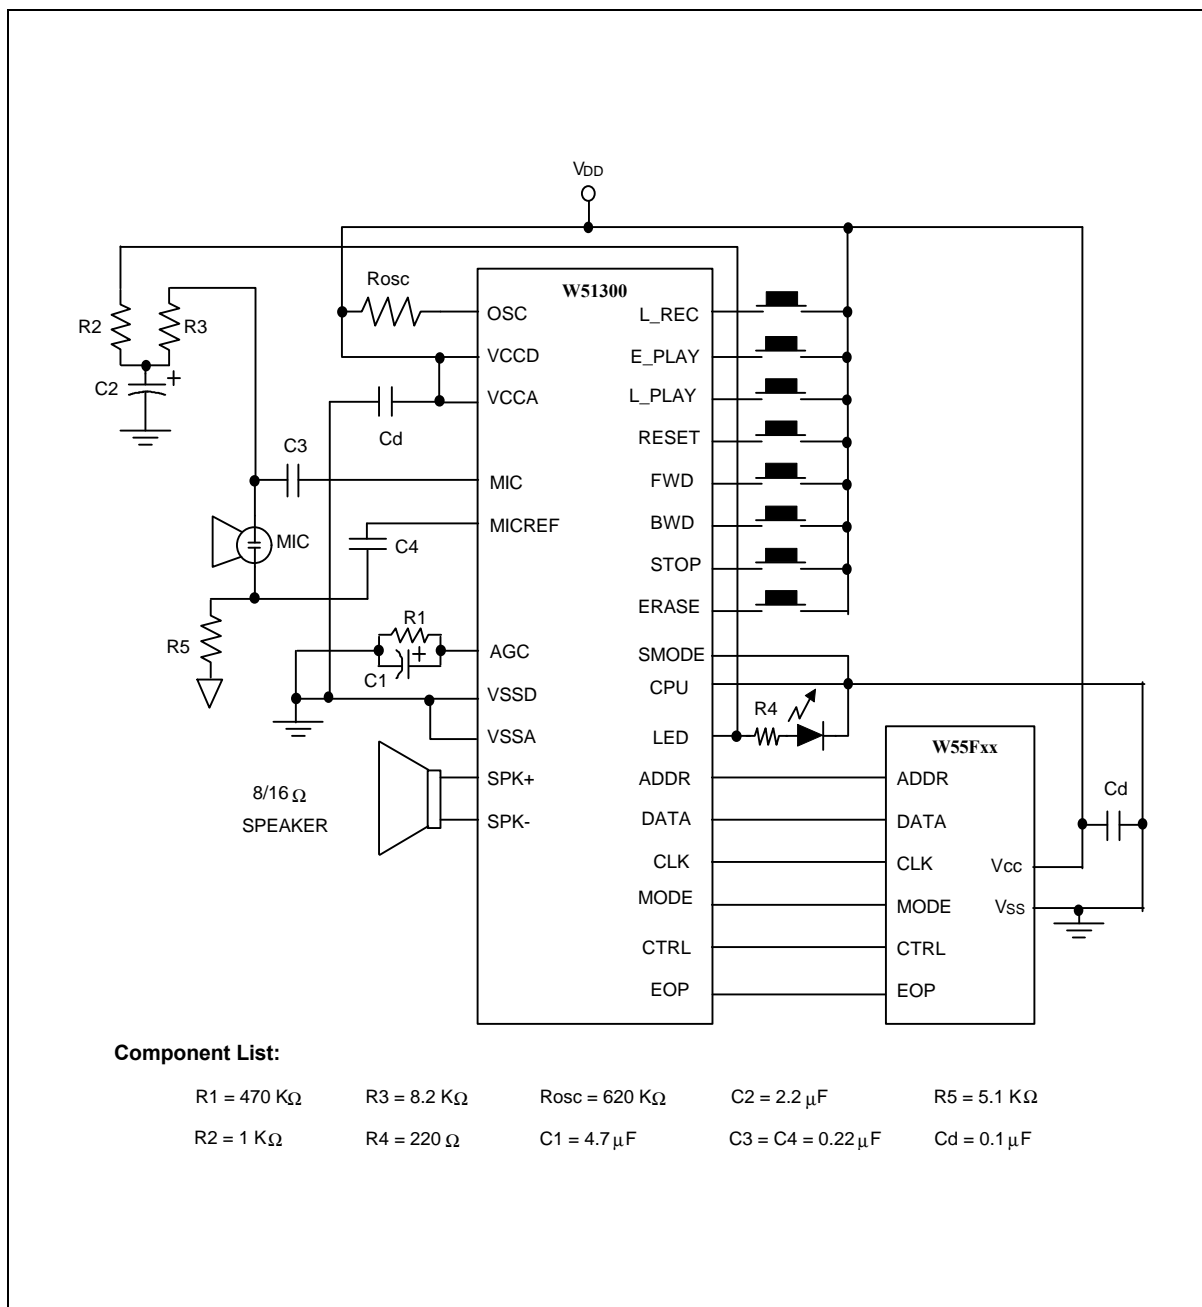 VDD
W51300
Rosc
OSC
L_REC
R2
R3
VCCD
E_PLAY
C2
+
VCCA
L_PLAY
Cd
RESET
C3
MIC
FWD
MICREF
BWD
MIC
C4
STOP
ERASE
R1
R5
AGC
SMODE
+
C1
CPU
VSSD
R4
VSSA
LED
W55Fxx
SPK+
ADDR
ADDR
Cd
8/16 Ω
SPEAKER
SPK-
DATA
DATA
CLK
CLK
Vcc
MODE
MODE
VSS
CTRL
CTRL
EOP
EOP
Component List:
R1 = 470 KΩ R3 = 8.2 KΩ Rosc = 620 KΩ C2 = 2.2 μF R5 = 5.1 KΩ
R2 = 1 KΩ R4 = 220 Ω C1 = 4.7 μF C3 = C4 = 0.22 μF Cd = 0.1 μF